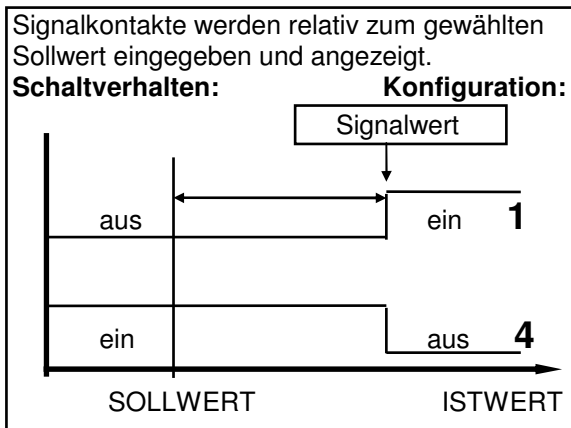 Signalkontakte werden relativ zum gewählten
Sollwert eingegeben und angezeigt.
Schaltverhalten: Konfiguration:
Signalwert
aus ein 1
ein aus 4
SOLLWERT ISTWERT